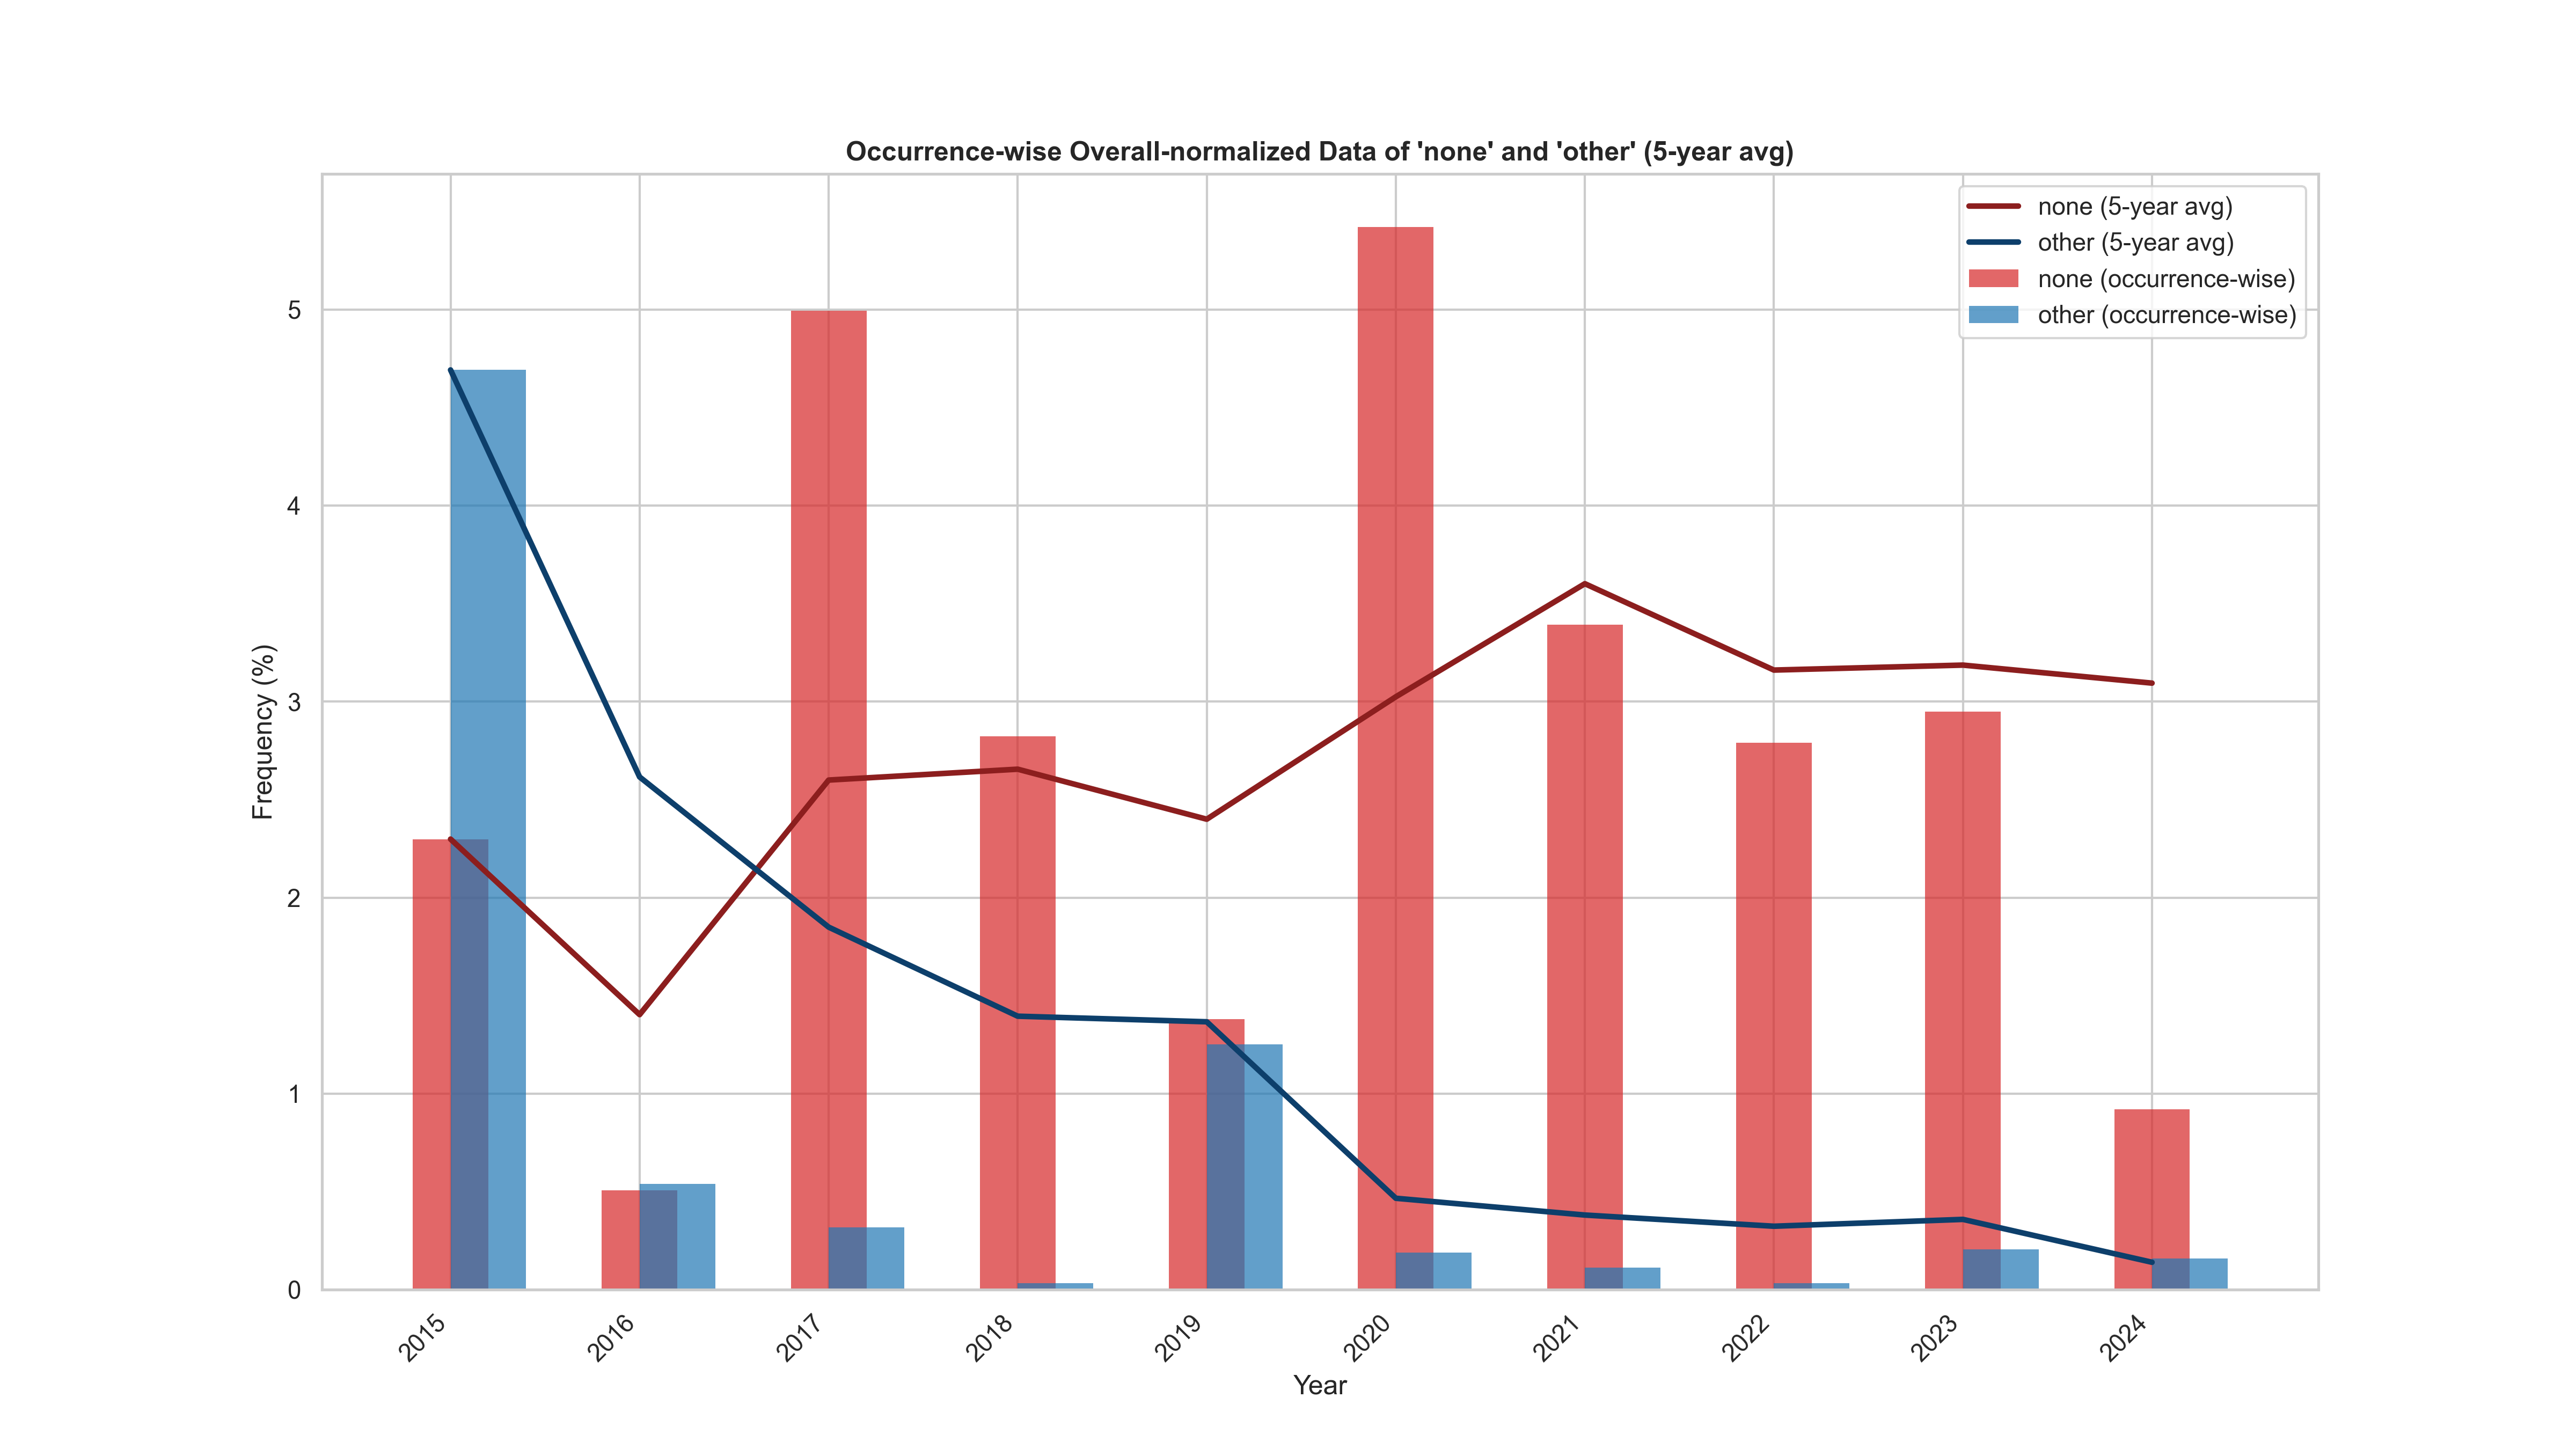 Occurrence-wise Overall-normalized Data of 'none' and 'other' (5-year avg)
none (5-year avg)
other (5-year avg)
none (occurrence-wise)
other (occurrence-wise)
Frequency (%)
5
4
3
2
1
0
2015
2016
2017
2018
2019
2020
2021
2022
2023
2024
Year